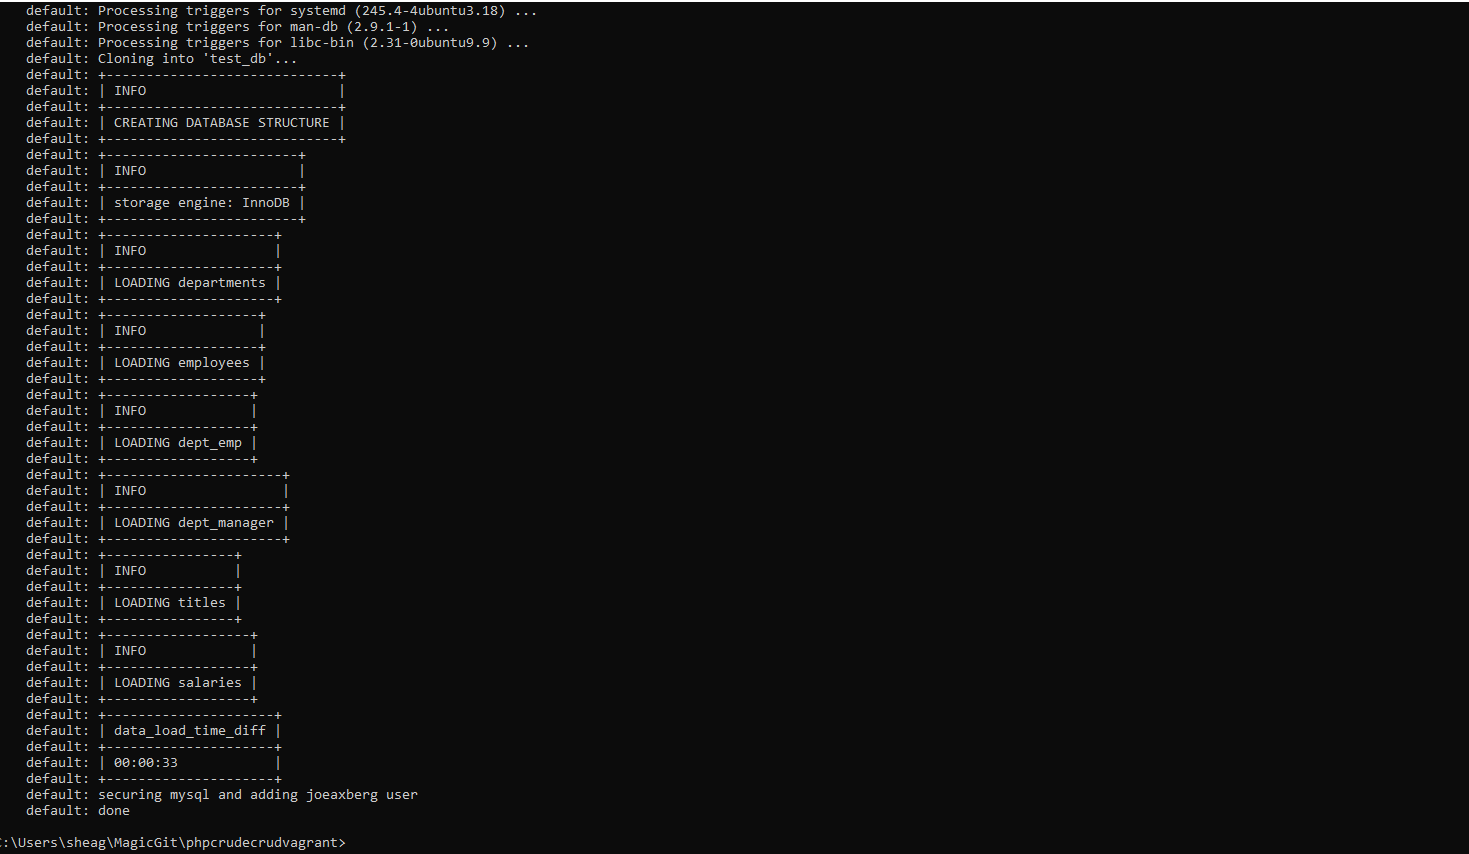 default: Processing triggers for systemd (245.4-4ubuntu3.18) ...
default: Processing triggers for man-db (2.9.1-1) ...
default: Processing triggers for libc-bin (2.31-0ubuntu9.9) ...
default: Cloning into 'test_db'...
default: +-----------------------------+
default: | INFO                        |
default: +-----------------------------+
default: | CREATING DATABASE STRUCTURE |
default: +-----------------------------+
default: +------------------------+
default: | INFO                   |
default: +------------------------+
default: | storage engine: InnoDB |
default: +------------------------+
default: +---------------------+
default: | INFO                |
default: +---------------------+
default: | LOADING departments |
default: +---------------------+
default: +-------------------+
default: | INFO              |
default: +-------------------+
default: | LOADING employees |
default: +-------------------+
default: +------------------+
default: | INFO             |
default: +------------------+
default: | LOADING dept_emp |
default: +------------------+
default: +----------------------+
default: | INFO                 |
default: +----------------------+
default: | LOADING dept_manager |
default: +----------------------+
default: +----------------+
default: | INFO           |
default: +----------------+
default: | LOADING titles |
default: +----------------+
default: +------------------+
default: | INFO             |
default: +------------------+
default: | LOADING salaries |
default: +------------------+
default: +---------------------+
default: | data_load_time_diff |
default: +---------------------+
default: | 00:00:33            |
default: +---------------------+
default: securing mysql and adding joeaxberg user
default: done
:\Users\sheag\MagicGit\phpcrudecrudvagrant>